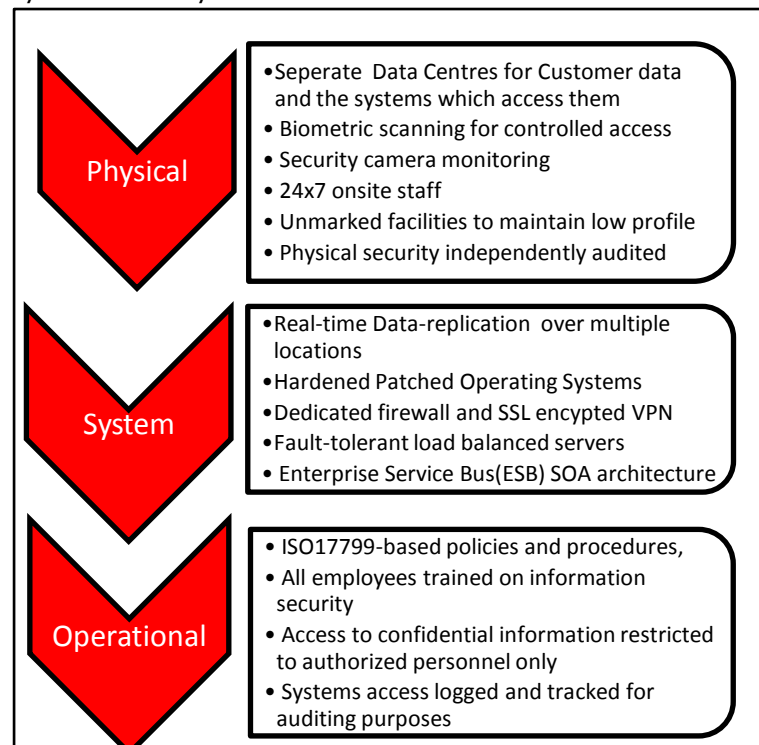 Physical
•Seperate Data Centres for Customer data
and the systems which access them
• Biometric scanning for controlled access
• Security camera monitoring
• 24x7 onsite staff
• Unmarked facilities to maintain low profile
• Physical security independently audited
System
•Real-time Data-replication over multiple
locations
•Hardened Patched Operating Systems
•Dedicated firewall and SSL encypted VPN
•Fault-tolerant load balanced servers
• Enterprise Service Bus(ESB) SOA architecture
Operational
• ISO17799-based policies and procedures,
• All employees trained on information
security
• Access to confidential information restricted
to authorized personnel only
• Systems access logged and tracked for
auditing purposes